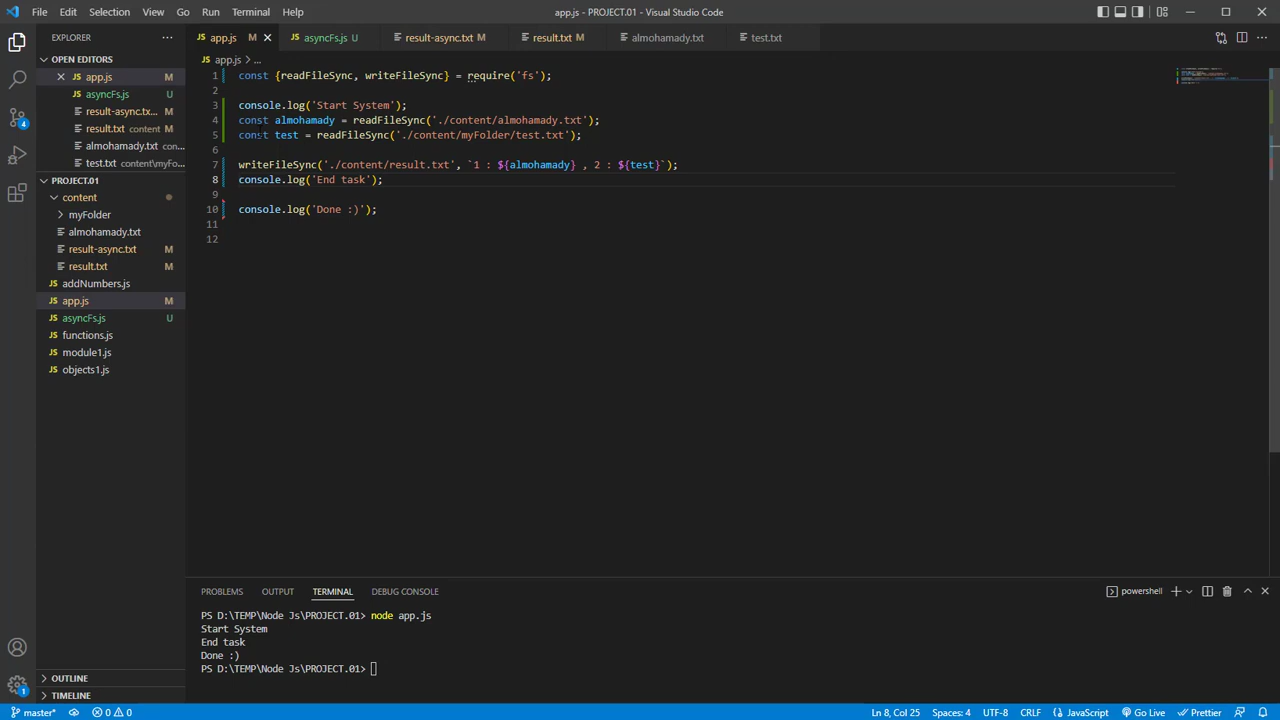 File Edit Selection View Go Run Terminal Help
app.js - PROJECT.01 - Visual Studio Code
EXPLORER
OPEN EDITORS
app.js M
asyncFs.js U
result-async.tx... M
result.txt content M
almohamady.txt con...
test.txt content\myFo...
PROJECT.01
content
myFolder
almohamady.txt
result-async.txt M
result.txt M
addNumbers.js
app.js M
asyncFs.js U
functions.js
module1.js
objects1.js
OUTLINE
TIMELINE
4
1
app.js M
asyncFs.js U
result-async.txt M
result.txt M
almohamady.txt
test.txt
app.js > ...
1 const {readFileSync, writeFileSync} = require('fs');
2
3 console.log('Start System');
4 const almohamady = readFileSync('./content/almohamady.txt');
5 const test = readFileSync('./content/myFolder/test.txt');
6
7 writeFileSync('./content/result.txt', `1 : ${almohamady} , 2 : ${test}`);
8 console.log('End task');
9
10 console.log('Done :)');
11
12
PROBLEMS OUTPUT TERMINAL DEBUG CONSOLE
powershell
PS D:\TEMP\Node Js\PROJECT.01> node app.js
Start System
End task
Done :)
PS D:\TEMP\Node Js\PROJECT.01>
master* 0 0
Ln 8, Col 25 Spaces: 4 UTF-8 CRLF JavaScript Go Live Prettier